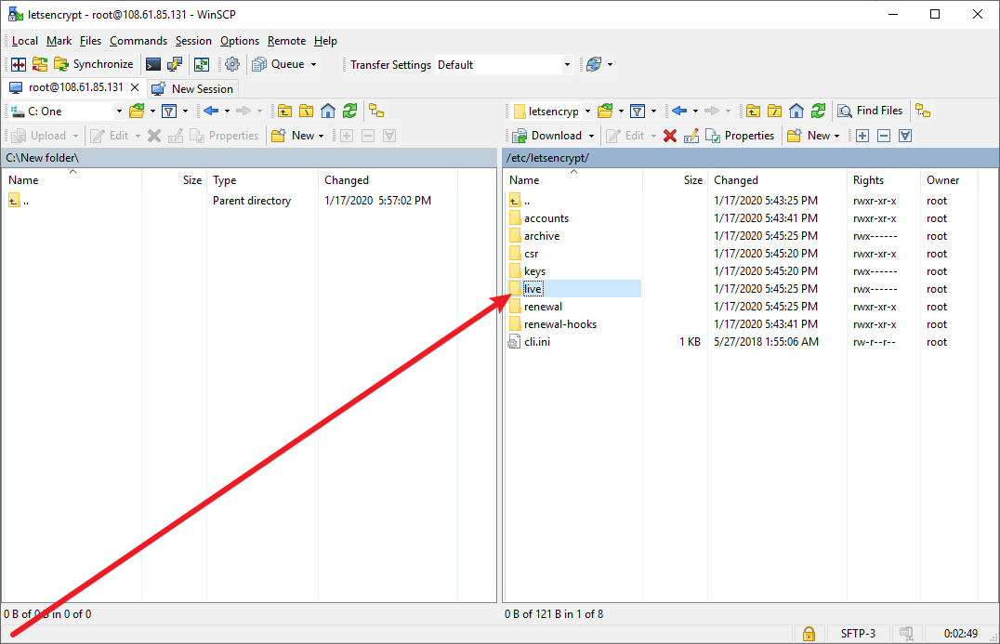 letsencrypt - root@108.61.85.131 - WinSCP
Local Mark Files Commands Session Options Remote Help
Synchronize Queue Transfer Settings Default
root@108.61.85.131 New Session
C: One
letsencryp Find Files
Upload Edit Properties New
Download Edit Properties New
C:\New folder\
/etc/letsencrypt/
Name Size Type Changed
.. Parent directory 1/17/2020 5:57:02 PM
Name Size Changed Rights Owner
.. 1/17/2020 5:43:25 PM rwxr-xr-x root
accounts 1/17/2020 5:43:41 PM rwxr-xr-x root
archive 1/17/2020 5:45:25 PM rwx------ root
csr 1/17/2020 5:45:20 PM rwxr-xr-x root
keys 1/17/2020 5:45:20 PM rwx------ root
live 1/17/2020 5:45:25 PM rwx------ root
renewal 1/17/2020 5:45:25 PM rwxr-xr-x root
renewal-hooks 1/17/2020 5:43:41 PM rwxr-xr-x root
cli.ini 1 KB 5/27/2018 1:55:06 AM rw-r--r-- root
0 B of 0 B in 0 of 0
0 B of 121 B in 1 of 8
SFTP-3 0:02:49